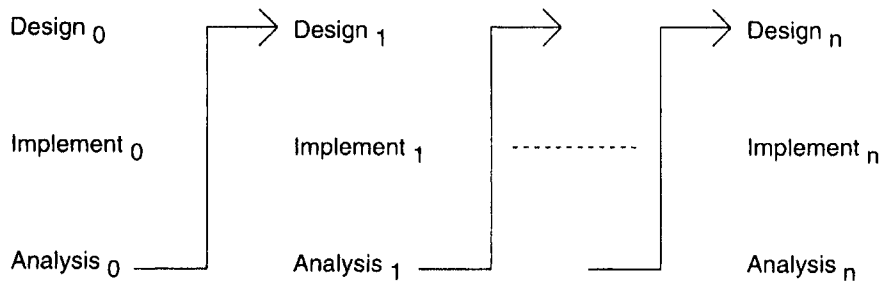 Design 0 Design 1 Design n
Implement 0 Implement 1 Implement n
Analysis 0 Analysis 1 Analysis n